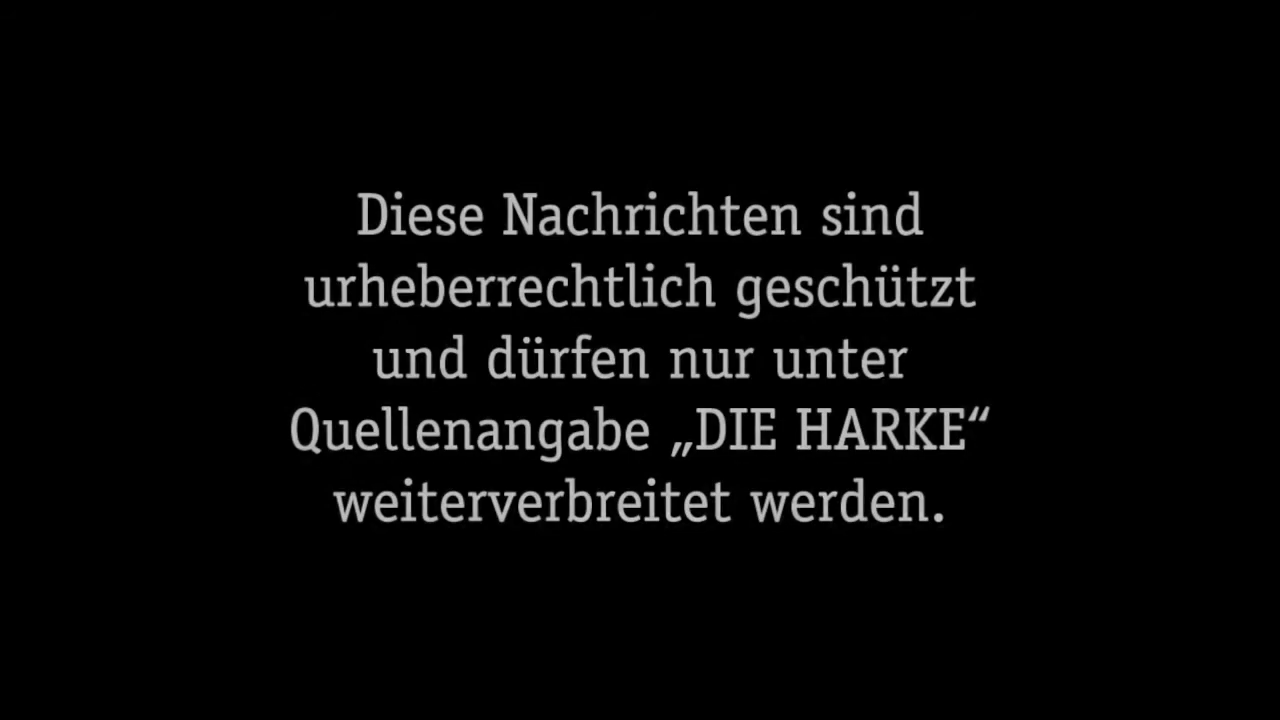 Diese Nachrichten sind
urheberrechtlich geschützt
und dürfen nur unter
Quellenangabe „DIE HARKE“
weiterverbreitet werden.